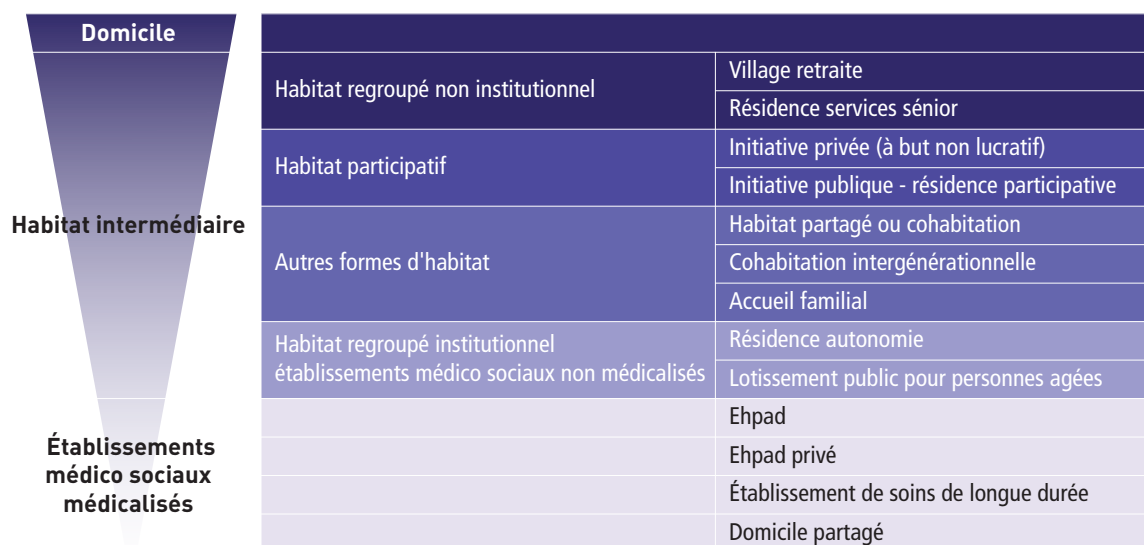 Domicile
Habitat regroupé non institutionnel
Village retraite
Résidence services sénior
Habitat participatif
Initiative privée (à but non lucratif)
Initiative publique - résidence participative
Habitat intermédiaire
Autres formes d'habitat
Habitat partagé ou cohabitation
Cohabitation intergénérationnelle
Accueil familial
Habitat regroupé institutionnel
établissements médico sociaux non médicalisés
Résidence autonomie
Lotissement public pour personnes agées
Établissements
médico sociaux
médicalisés
Ehpad
Ehpad privé
Établissement de soins de longue durée
Domicile partagé